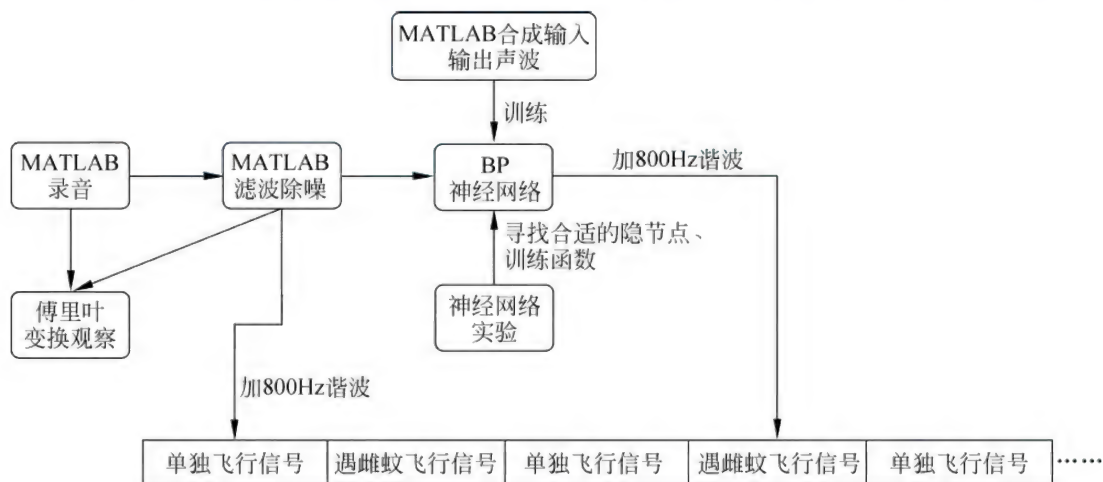 MATLAB合成输入
输出声波
训练
MATLAB
录音
MATLAB
滤波除噪
BP
神经网络
加800Hz谐波
寻找合适的隐节点、
训练函数
傅里叶
变换观察
神经网络
实验
加800Hz谐波
单独飞行信号
遇雌蚊飞行信号
单独飞行信号
遇雌蚊飞行信号
单独飞行信号
……